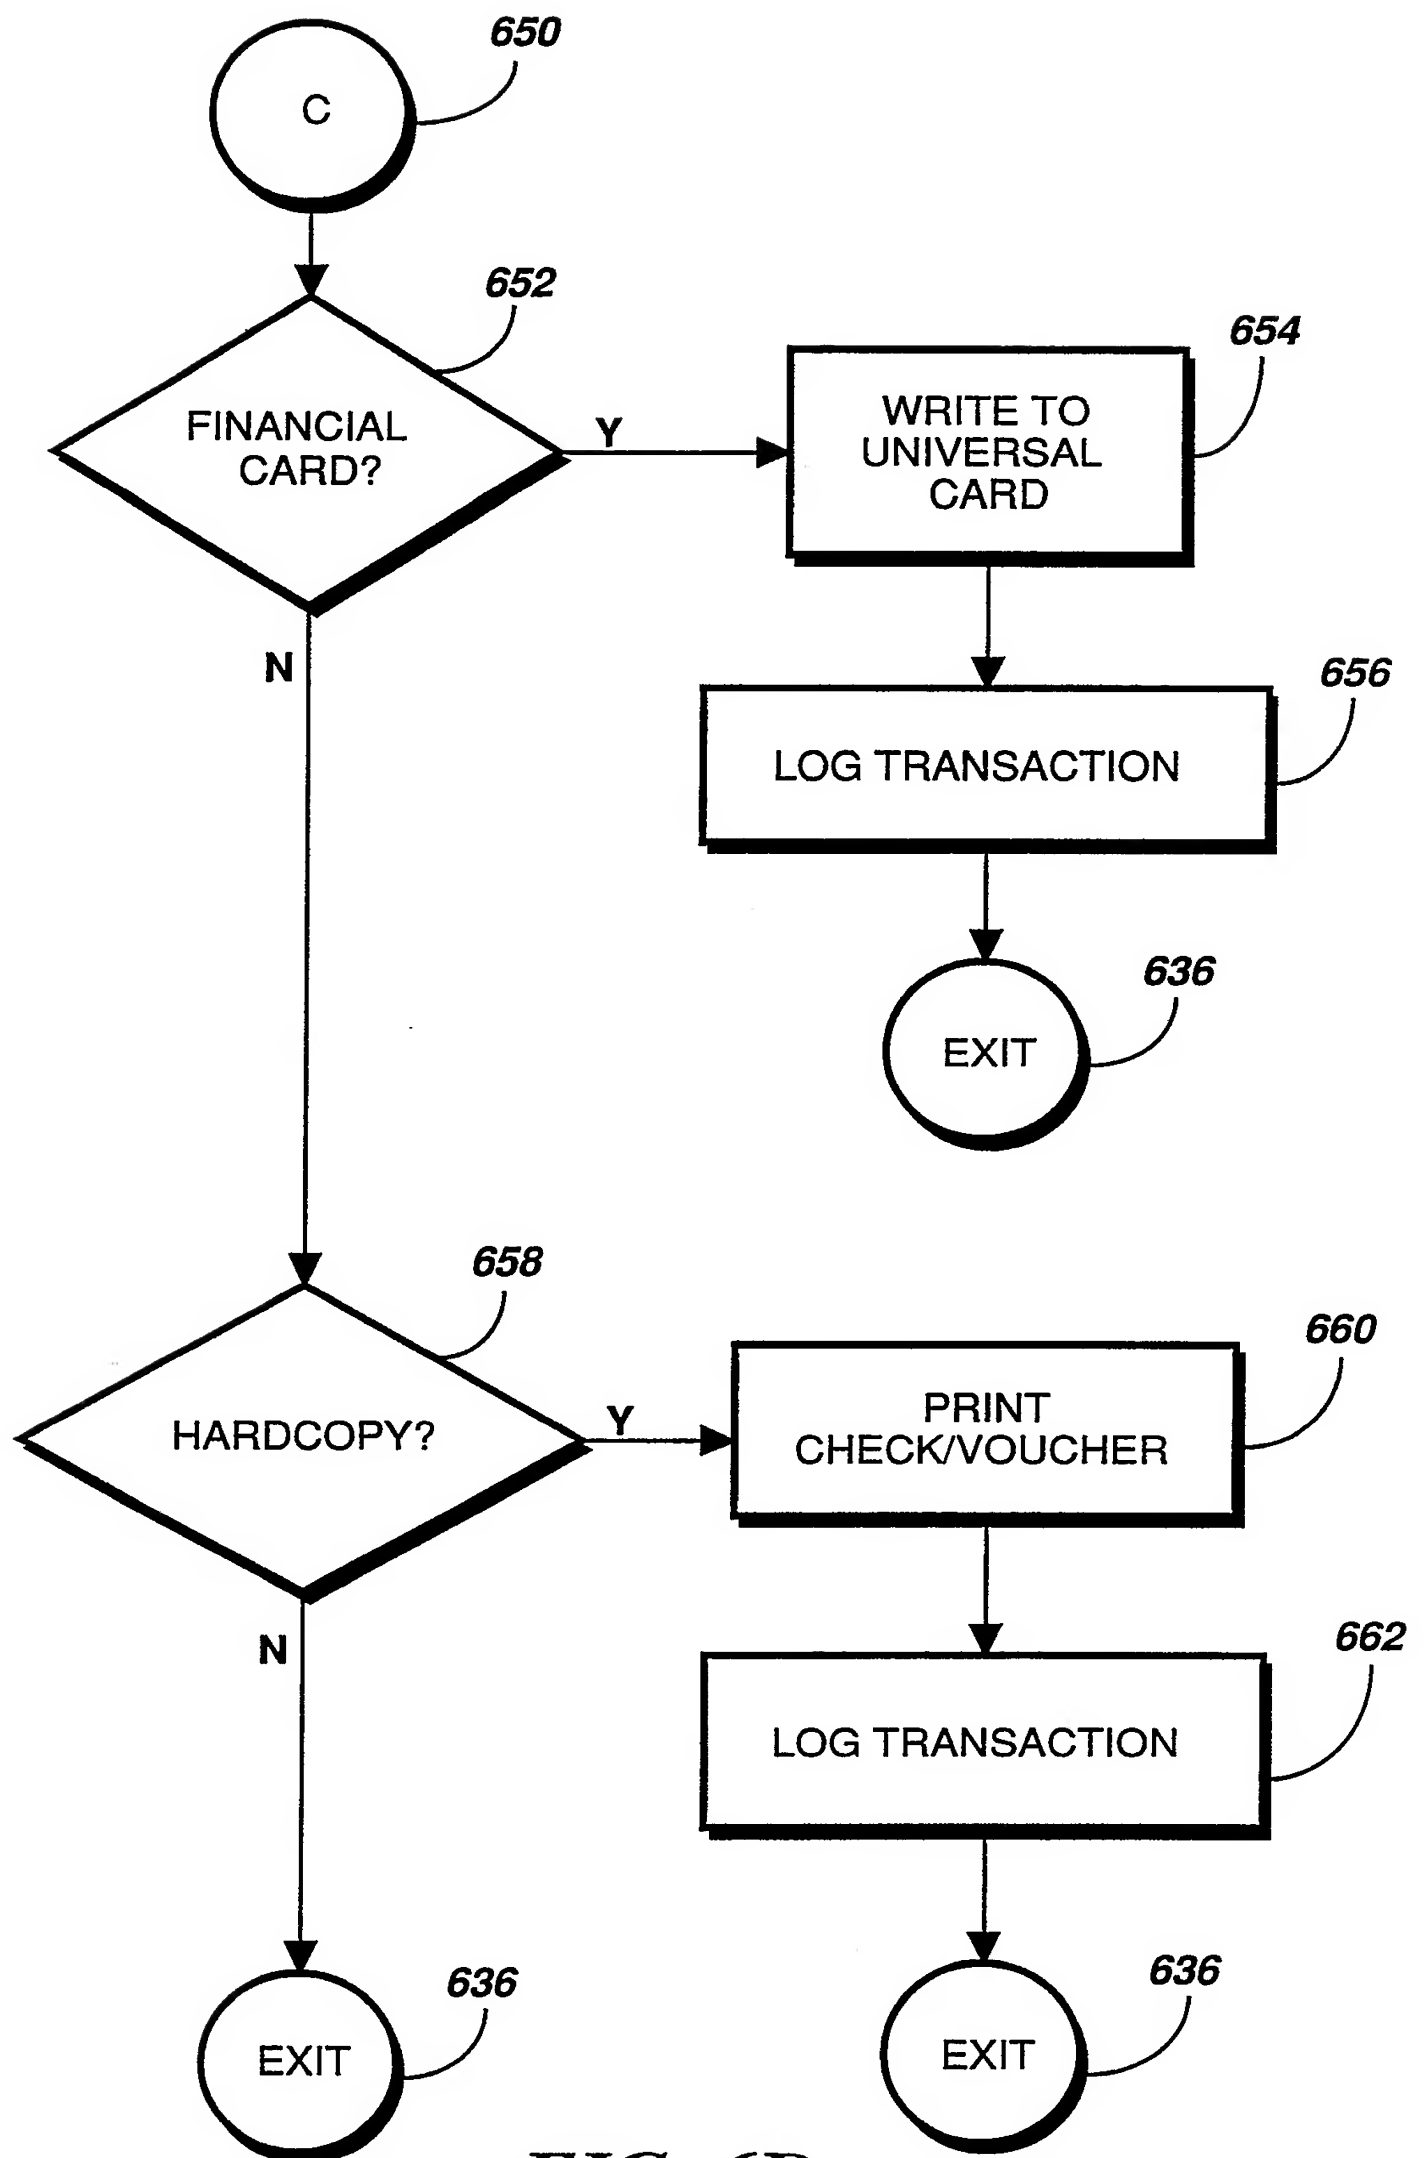 650
C
652
FINANCIAL
CARD?
Y
654
WRITE TO
UNIVERSAL
CARD
N
656
LOG TRANSACTION
636
EXIT
658
HARDCOPY?
Y
660
PRINT
CHECK/VOUCHER
N
662
LOG TRANSACTION
636
EXIT
636
EXIT